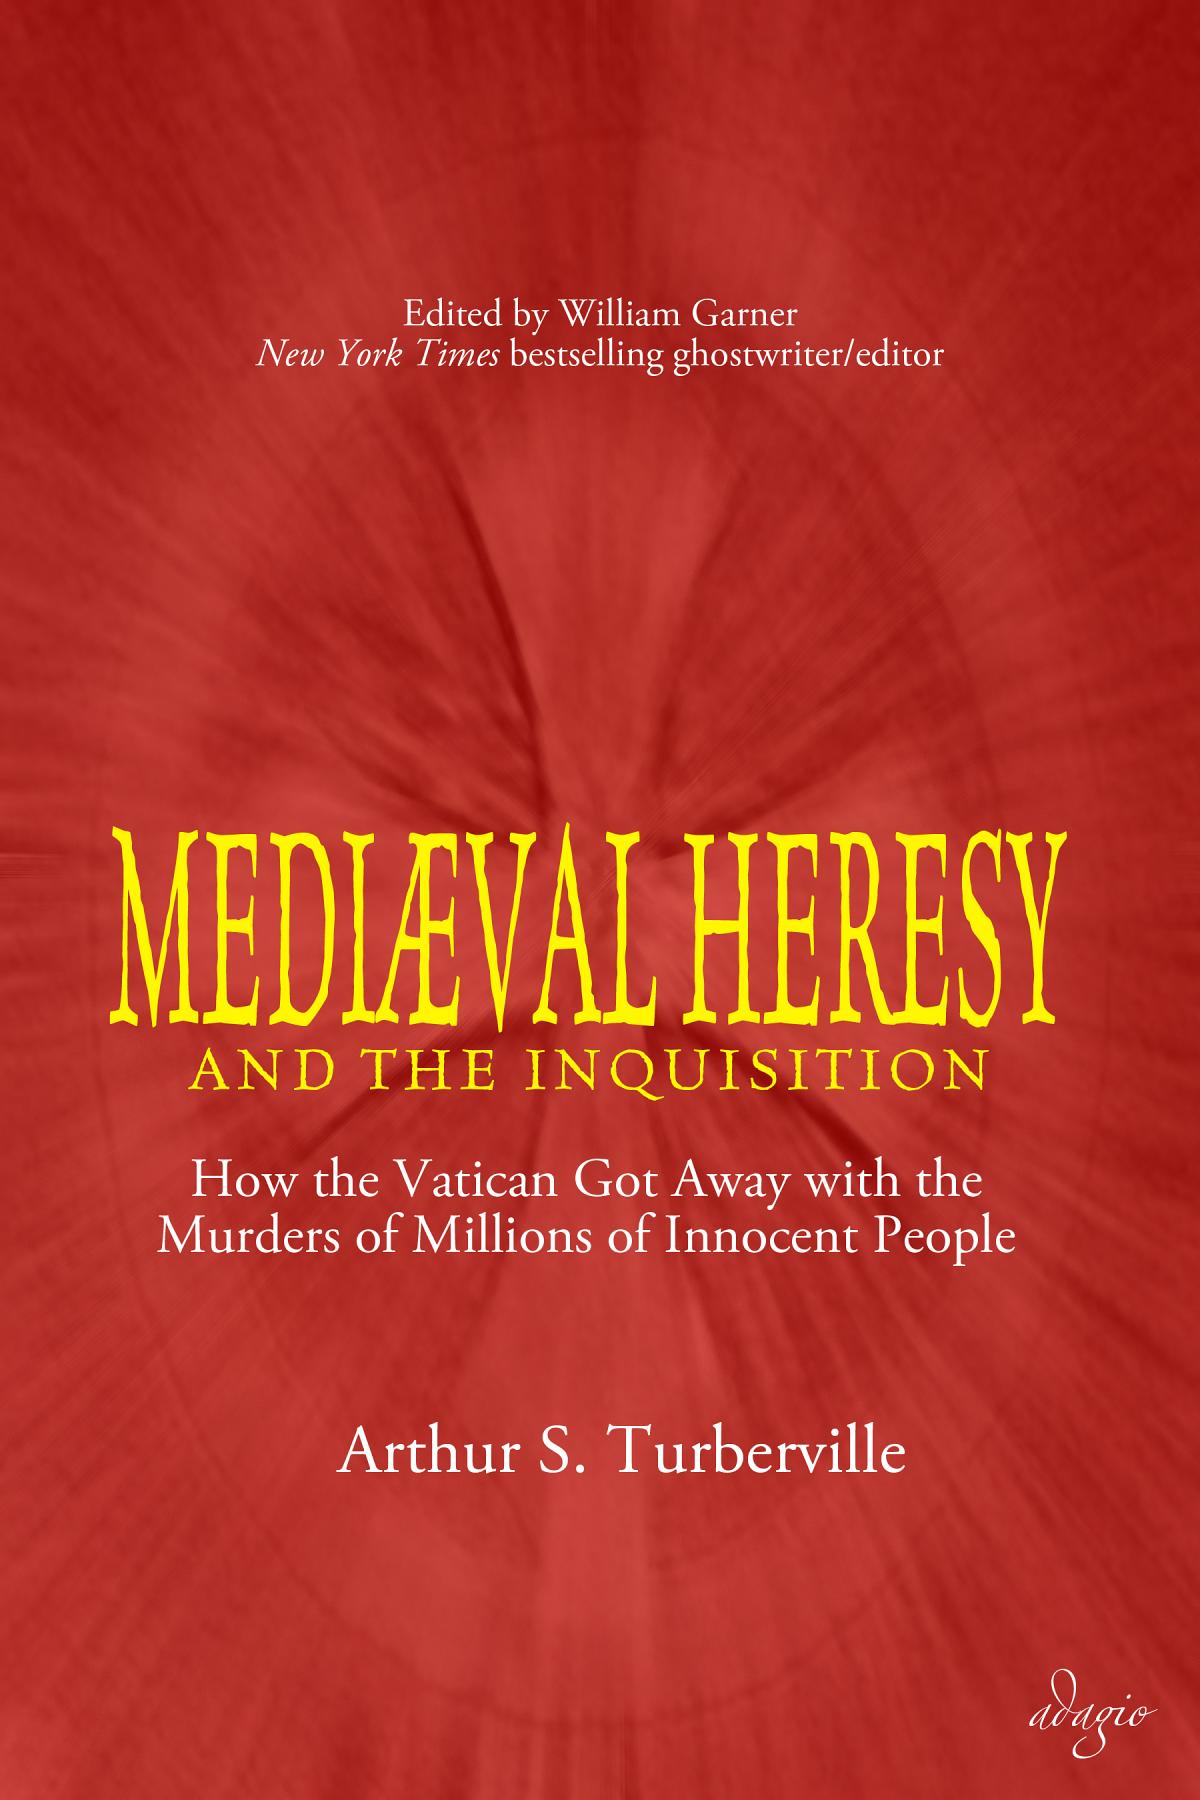 Edited by William Garner
New York Times bestselling ghostwriter/editor
MEDIÆVAL HERESY
AND THE INQUISITION
How the Vatican Got Away with the
Murders of Millions of Innocent People
Arthur S. Turberville
adagio